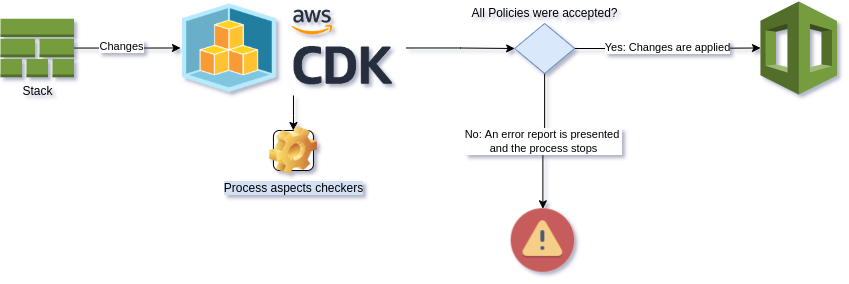 All Policies were accepted?
aws
CDK
Changes
Yes: Changes are applied
Stack
No: An error report is presented
and the process stops
Process aspects checkers